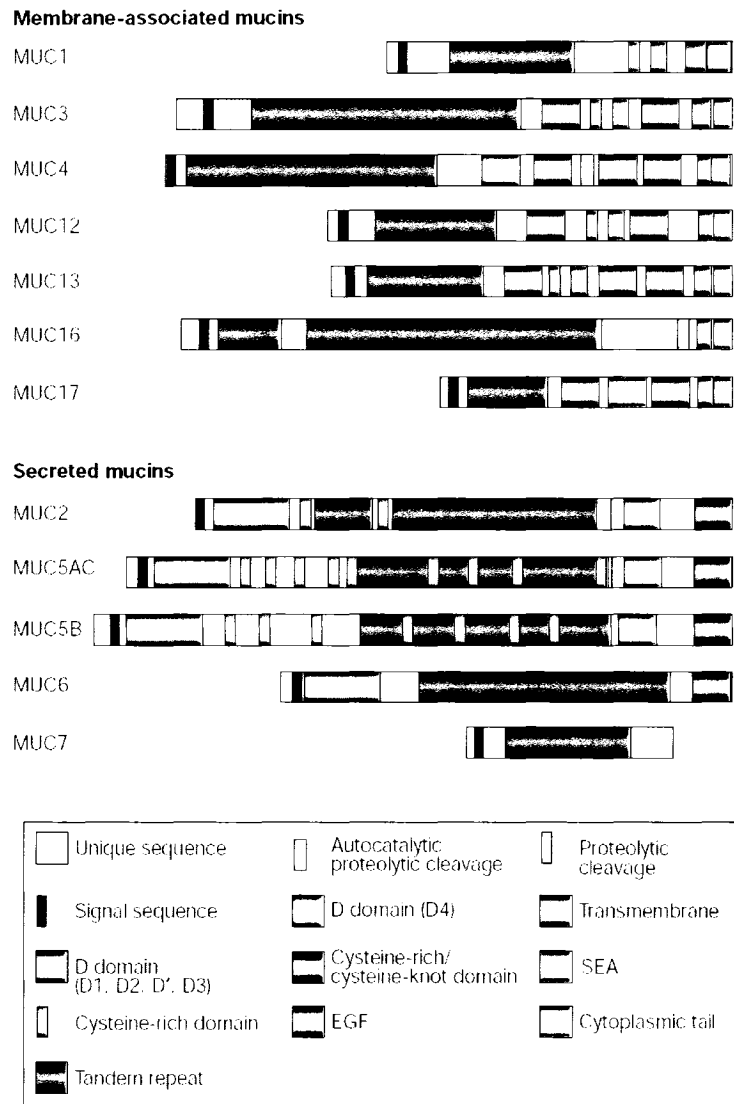 Membrane-associated mucins
MUC1
MUC3
MUC4
MUC12
MUC13
MUC16
MUC17
Secreted mucins
MUC2
MUC5AC
MUC5B
MUC6
MUC7
Unique sequence
Autocatalytic
proteolytic cleavage
Proteolytic
cleavage
Signal sequence
D domain (D4)
Transmembrane
D domain
(D1, D2, D', D3)
Cysteine-rich/
cysteine-knot domain
SEA
Cysteine-rich domain
EGF
Cytoplasmic tail
Tandern repeat